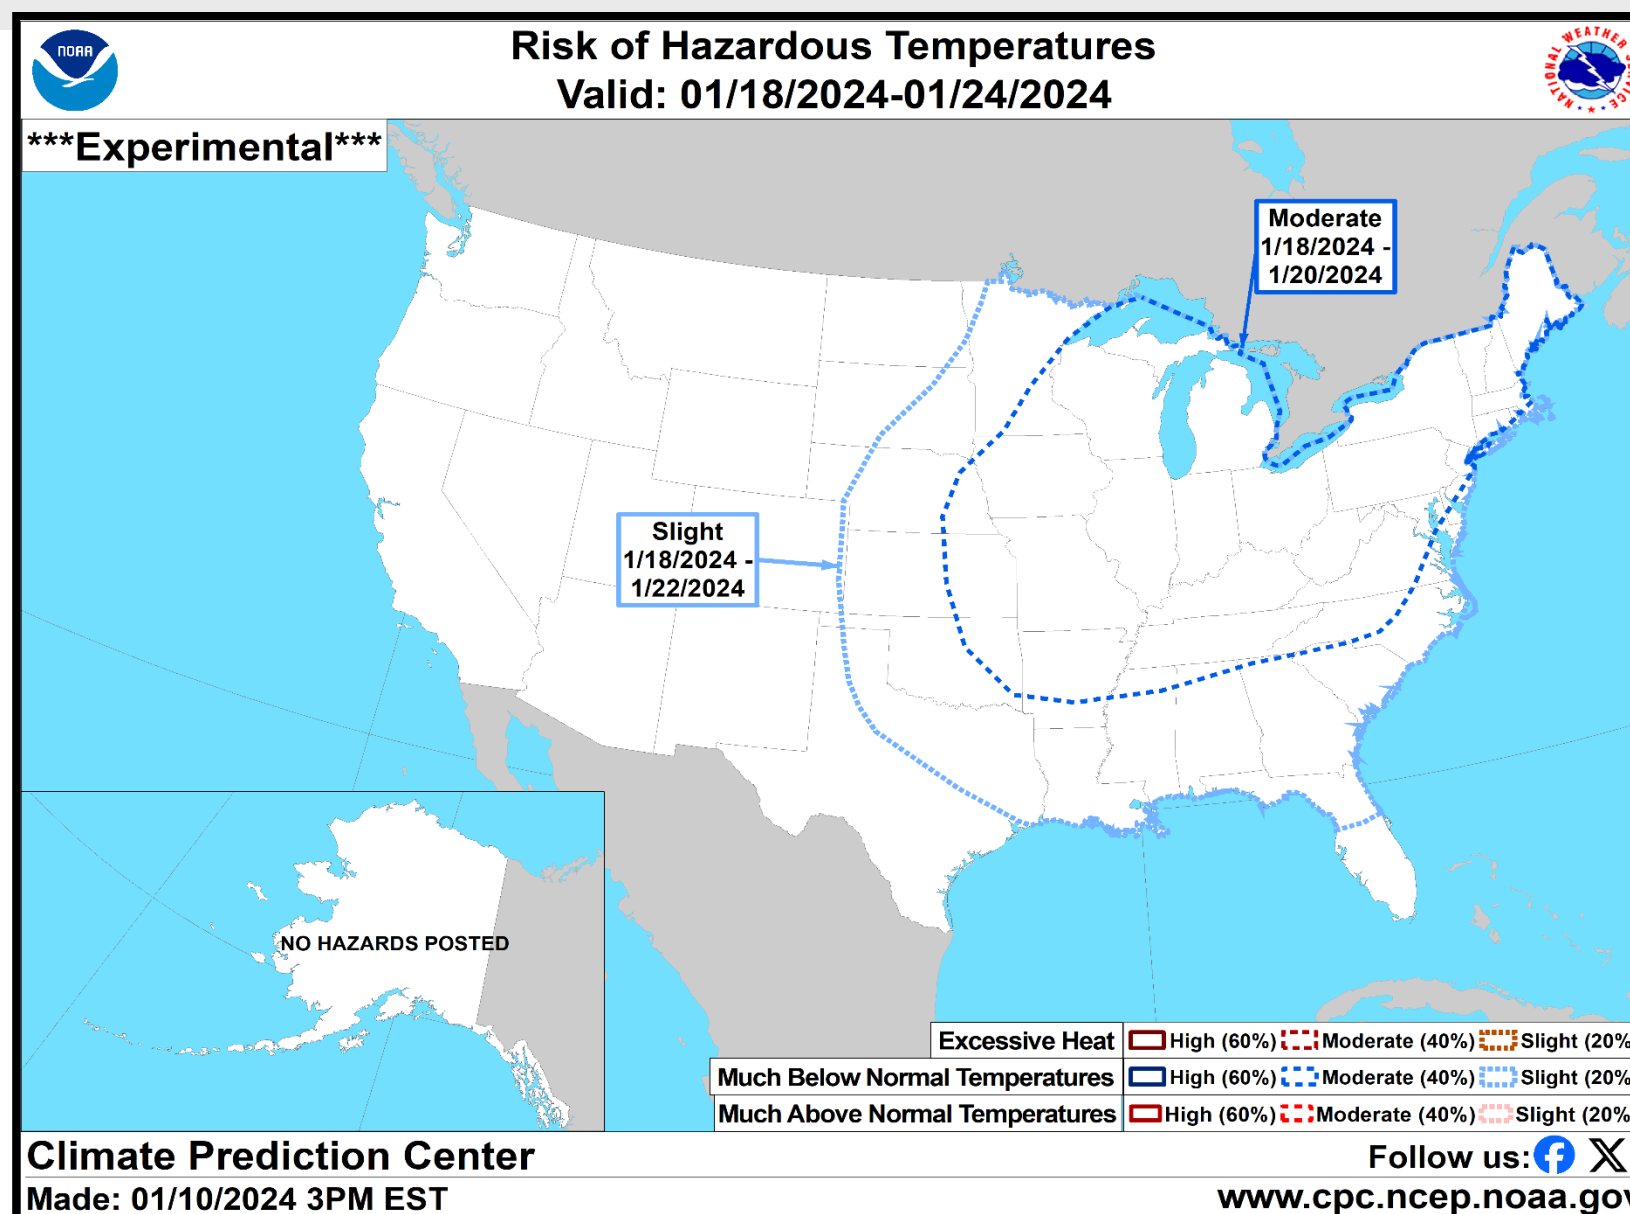 NOAA
Risk of Hazardous Temperatures
Valid: 01/18/2024-01/24/2024
NATIONAL WEATHER SERVICE
***Experimental***
Moderate
1/18/2024 -
1/20/2024
Slight
1/18/2024 -
1/22/2024
NO HAZARDS POSTED
Excessive Heat High (60%) Moderate (40%) Slight (20%
Much Below Normal Temperatures High (60%) Moderate (40%) Slight (20%
Much Above Normal Temperatures High (60%) Moderate (40%) Slight (20%
Climate Prediction Center
Follow us:
Made: 01/10/2024 3PM EST
www.cpc.ncep.noaa.gov